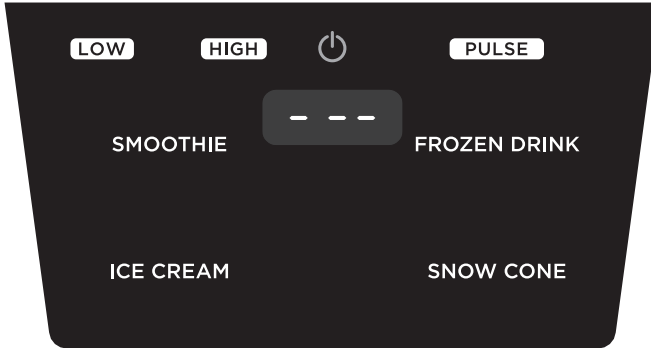 LOW HIGH PULSE
- - -
SMOOTHIE FROZEN DRINK
ICE CREAM SNOW CONE